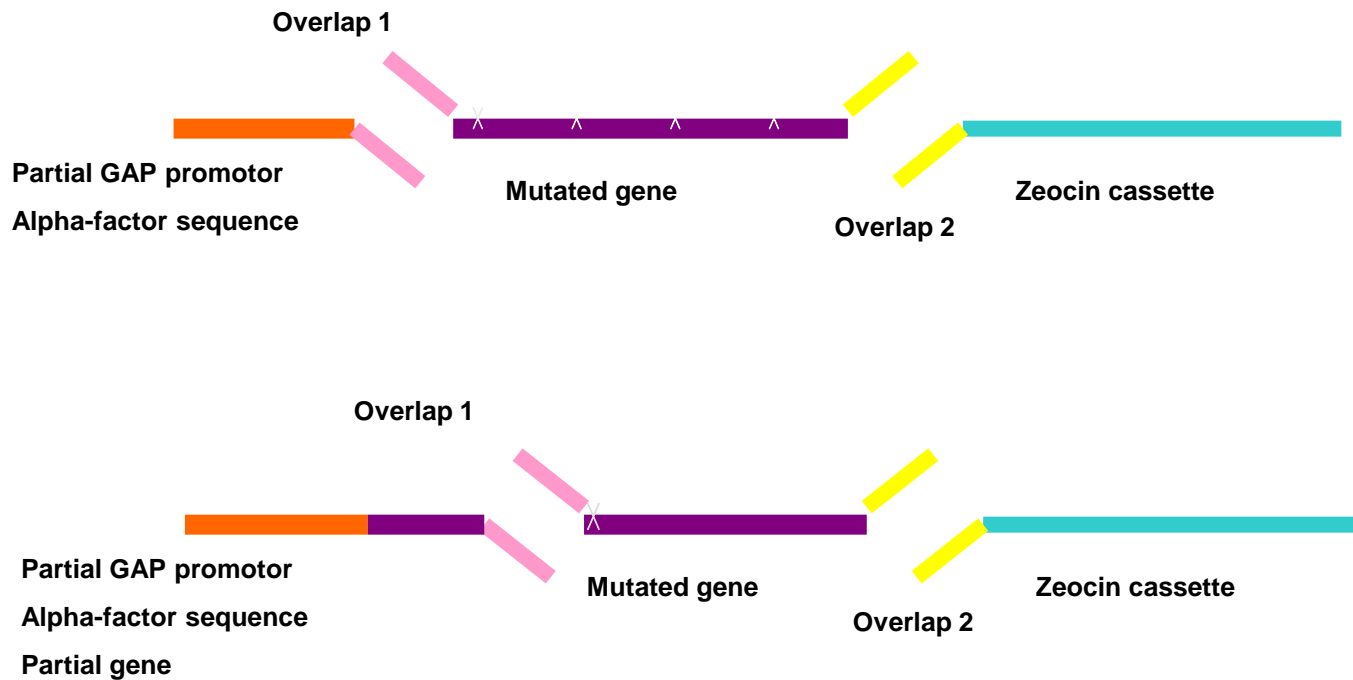 Overlap 1
Partial GAP promotor
Alpha-factor sequence
Mutated gene
Overlap 2
Zeocin cassette
Overlap 1
Partial GAP promotor
Alpha-factor sequence
Partial gene
Mutated gene
Overlap 2
Zeocin cassette